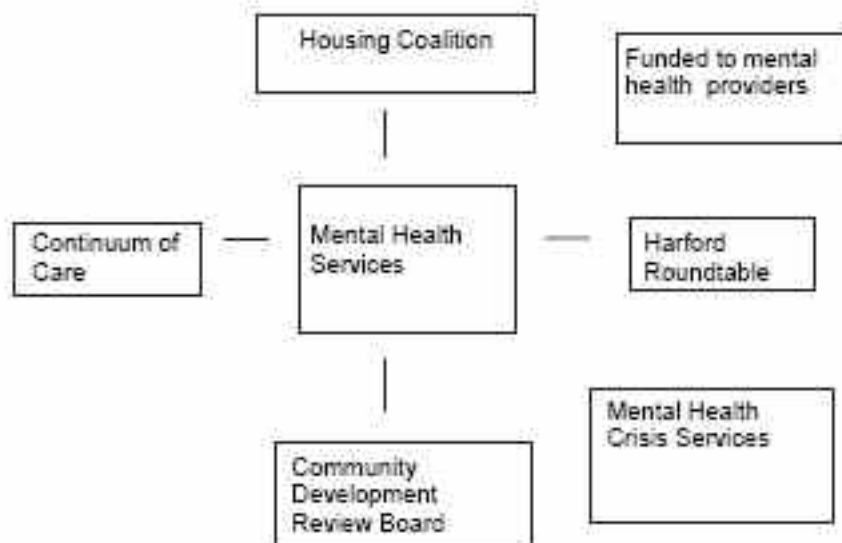 Housing Coalition
Funded to mental
health providers
Continuum of
Care
Mental Health
Services
Harford
Roundtable
Mental Health
Crisis Services
Community
Development
Review Board